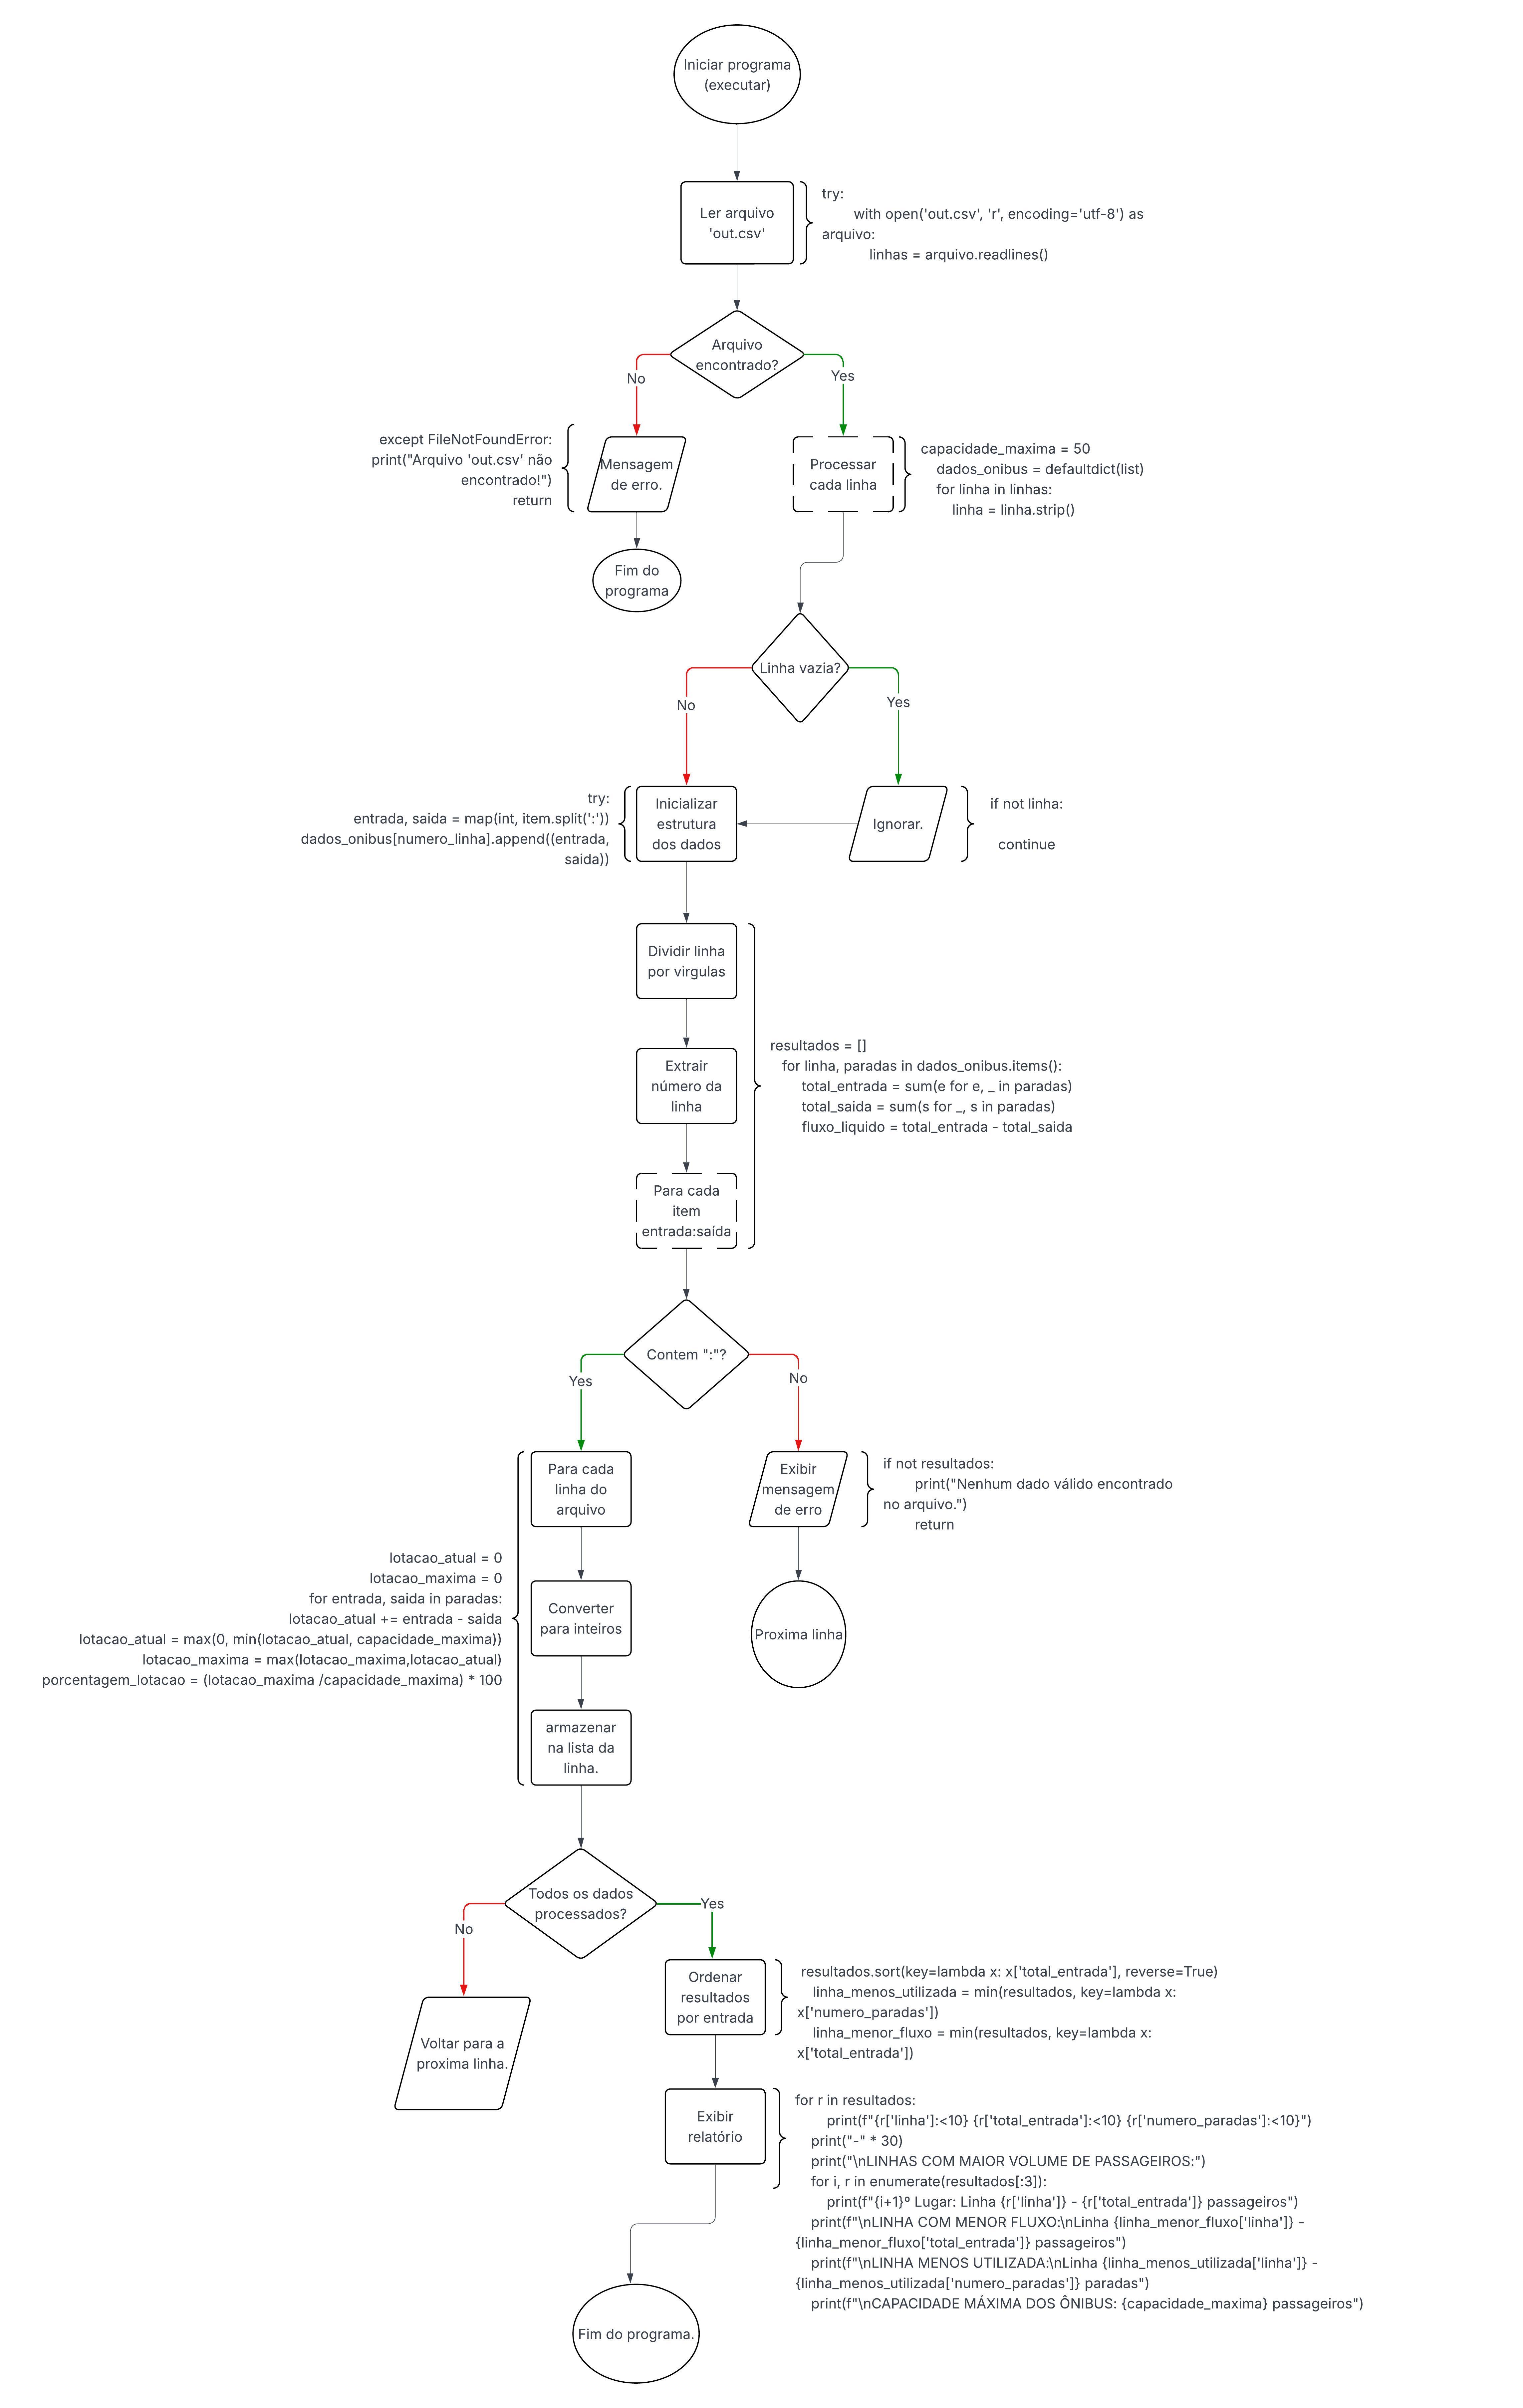 Iniciar programa
(executar)
Ler arquivo
'out.csv'
try:
with open('out.csv', 'r', encoding='utf-8') as
arquivo:
linhas = arquivo.readlines()
Arquivo
encontrado?
No
Yes
except FileNotFoundError:
print("Arquivo 'out.csv' não
encontrado!")
return
Mensagem
de erro.
Processar
cada linha
capacidade_maxima = 50
dados_onibus = defaultdict(list)
for linha in linhas:
linha = linha.strip()
Fim do
programa
Linha vazia?
No
Yes
try:
entrada, saida = map(int, item.split(':'))
dados_onibus[numero_linha].append((entrada,
saida))
Inicializar
estrutura
dos dados
Ignorar.
if not linha:
continue
Dividir linha
por virgulas
Extrair
número da
linha
Para cada
item
entrada:saída
resultados = []
for linha, paradas in dados_onibus.items():
total_entrada = sum(e for e, _ in paradas)
total_saida = sum(s for _, s in paradas)
fluxo_liquido = total_entrada - total_saida
Contem ":"?
Yes
No
Para cada
linha do
arquivo
Exibir
mensagem
de erro
if not resultados:
print("Nenhum dado válido encontrado
no arquivo.")
return
lotacao_atual = 0
lotacao_maxima = 0
for entrada, saida in paradas:
lotacao_atual += entrada - saida
lotacao_atual = max(0, min(lotacao_atual, capacidade_maxima))
lotacao_maxima = max(lotacao_maxima,lotacao_atual)
porcentagem_lotacao = (lotacao_maxima /capacidade_maxima) * 100
Converter
para inteiros
Proxima linha
armazenar
na lista da
linha.
Todos os dados
processados?
No
Yes
Voltar para a
proxima linha.
Ordenar
resultados
por entrada
resultados.sort(key=lambda x: x['total_entrada'], reverse=True)
linha_menos_utilizada = min(resultados, key=lambda x:
x['numero_paradas'])
linha_menor_fluxo = min(resultados, key=lambda x:
x['total_entrada'])
Exibir
relatório
for r in resultados:
print(f"{r['linha']:<10} {r['total_entrada']:<10} {r['numero_paradas']:<10}")
print("-" * 30)
print("\nLINHAS COM MAIOR VOLUME DE PASSAGEIROS:")
for i, r in enumerate(resultados[:3]):
print(f"{i+1}º Lugar: Linha {r['linha']} - {r['total_entrada']} passageiros")
print(f"\nLINHA COM MENOR FLUXO:\nLinha {linha_menor_fluxo['linha']} -
{linha_menor_fluxo['total_entrada']} passageiros")
print(f"\nLINHA MENOS UTILIZADA:\nLinha {linha_menos_utilizada['linha']} -
{linha_menos_utilizada['numero_paradas']} paradas")
print(f"\nCAPACIDADE MÁXIMA DOS ÔNIBUS: {capacidade_maxima} passageiros")
Fim do programa.